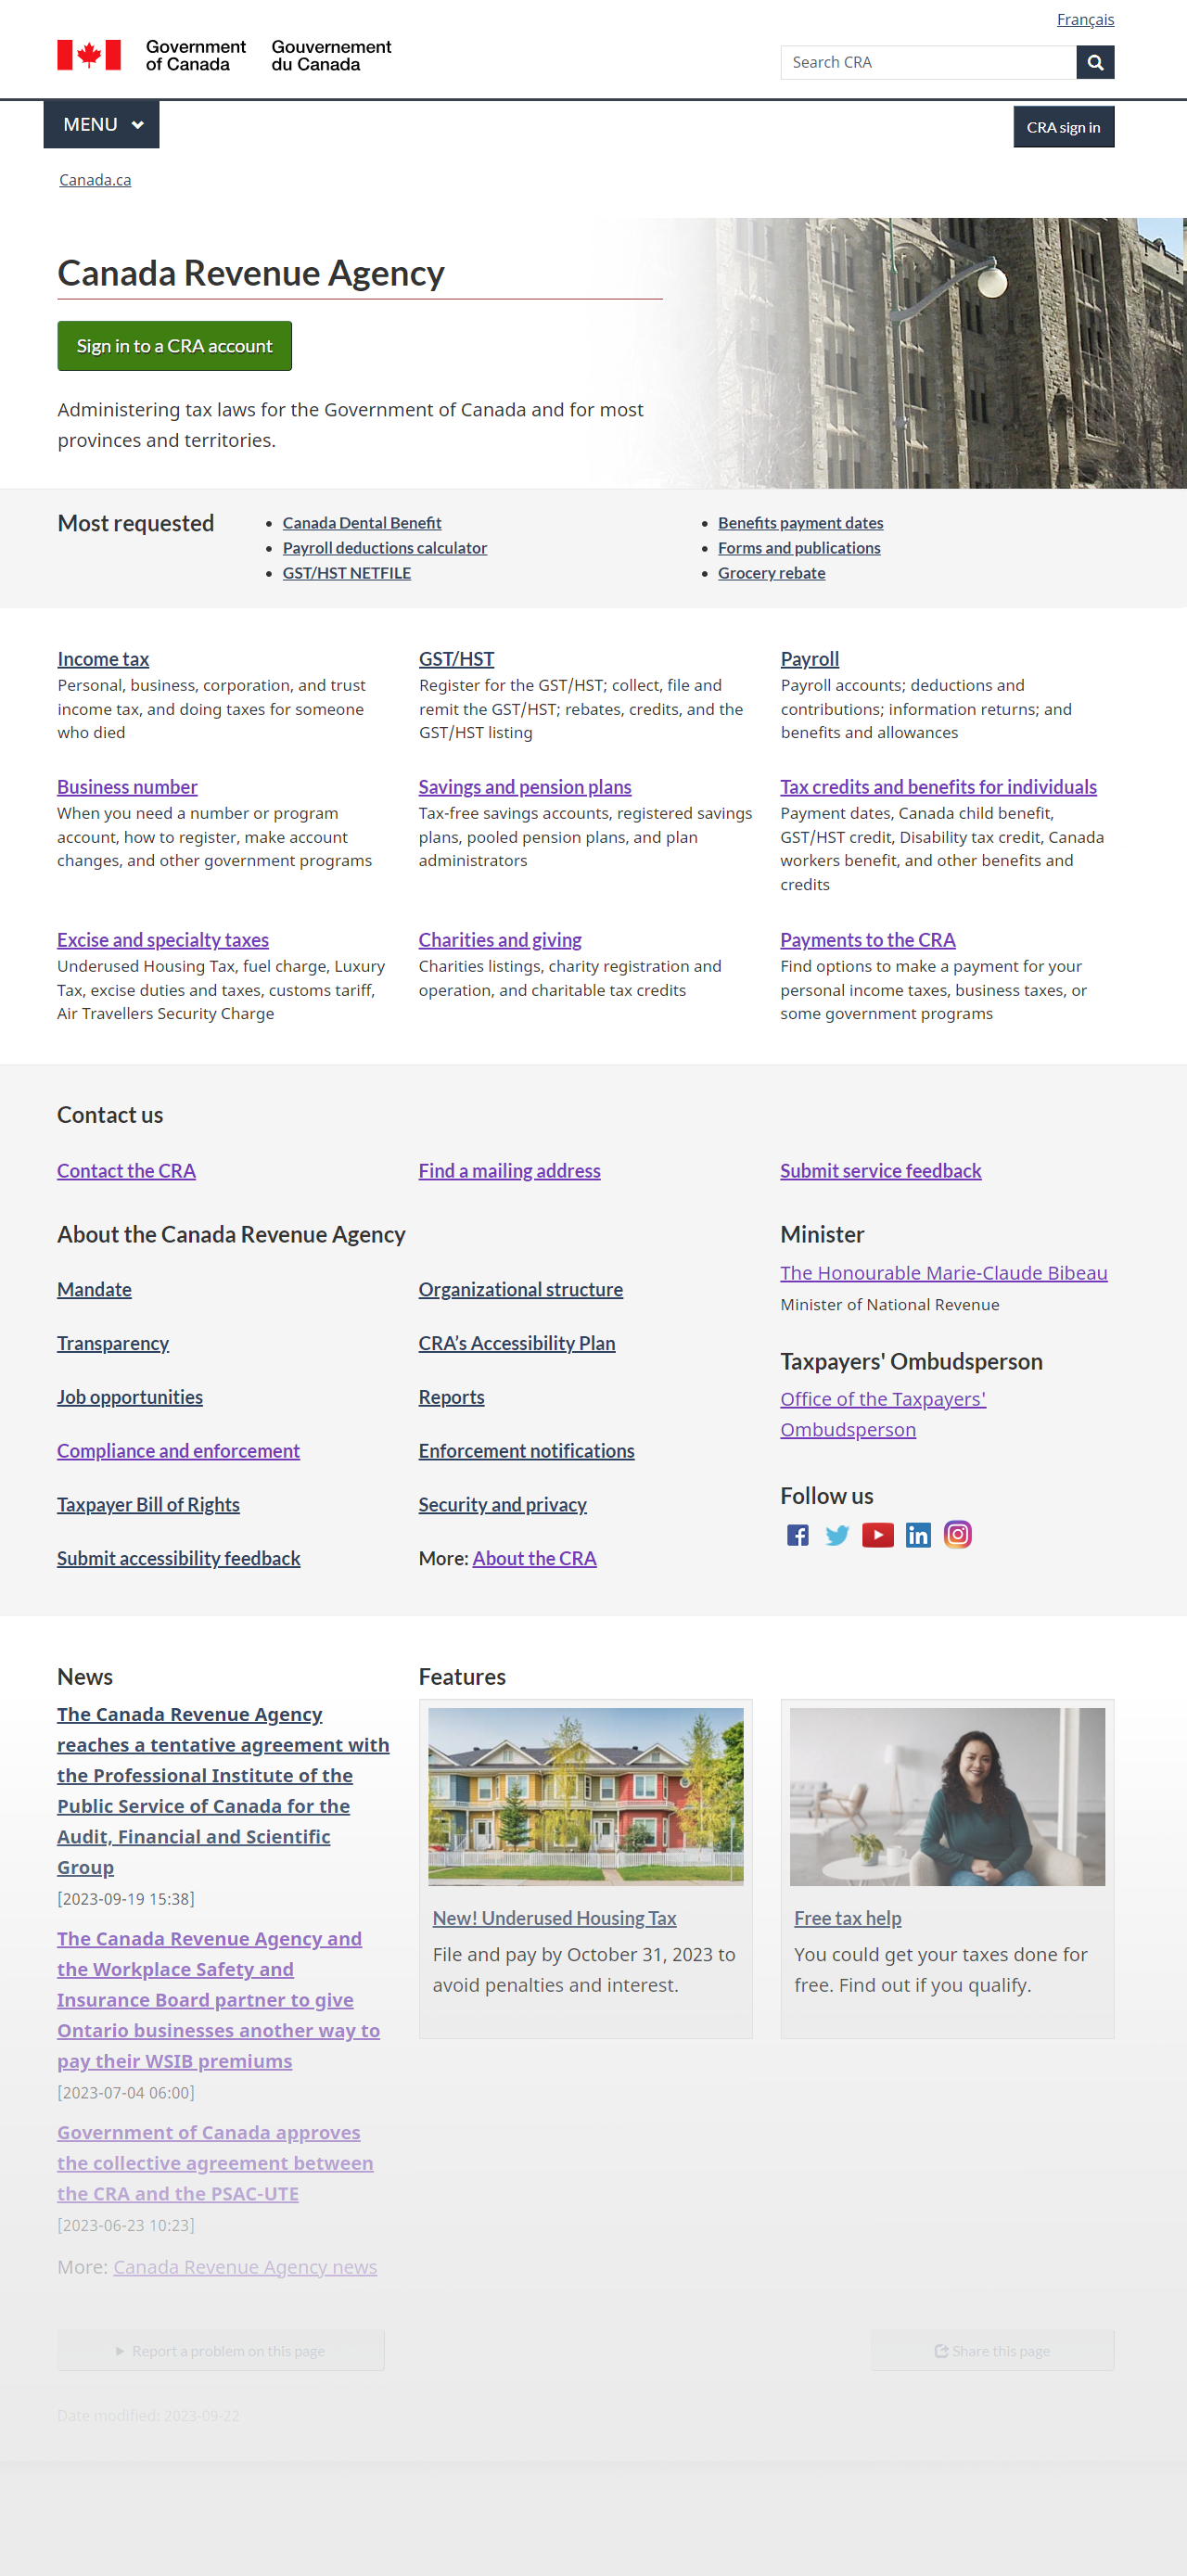 Français
Government
of Canada
Gouvernement
du Canada
Search CRA
MENU
CRA sign in
Canada.ca
Canada Revenue Agency
Sign in to a CRA account
Administering tax laws for the Government of Canada and for most
provinces and territories.
Most requested
Canada Dental Benefit
Payroll deductions calculator
GST/HST NETFILE
Benefits payment dates
Forms and publications
Grocery rebate
Income tax
Personal, business, corporation, and trust
income tax, and doing taxes for someone
who died
GST/HST
Register for the GST/HST; collect, file and
remit the GST/HST; rebates, credits, and the
GST/HST listing
Payroll
Payroll accounts; deductions and
contributions; information returns; and
benefits and allowances
Business number
When you need a number or program
account, how to register, make account
changes, and other government programs
Savings and pension plans
Tax-free savings accounts, registered savings
plans, pooled pension plans, and plan
administrators
Tax credits and benefits for individuals
Payment dates, Canada child benefit,
GST/HST credit, Disability tax credit, Canada
workers benefit, and other benefits and
credits
Excise and specialty taxes
Underused Housing Tax, fuel charge, Luxury
Tax, excise duties and taxes, customs tariff,
Air Travellers Security Charge
Charities and giving
Charities listings, charity registration and
operation, and charitable tax credits
Payments to the CRA
Find options to make a payment for your
personal income taxes, business taxes, or
some government programs
Contact us
Contact the CRA
Find a mailing address
Submit service feedback
About the Canada Revenue Agency
Mandate
Organizational structure
Transparency
CRA’s Accessibility Plan
Job opportunities
Reports
Compliance and enforcement
Enforcement notifications
Taxpayer Bill of Rights
Security and privacy
Submit accessibility feedback
More: About the CRA
Minister
The Honourable Marie-Claude Bibeau
Minister of National Revenue
Taxpayers' Ombudsperson
Office of the Taxpayers'
Ombudsperson
Follow us
News
The Canada Revenue Agency
reaches a tentative agreement with
the Professional Institute of the
Public Service of Canada for the
Audit, Financial and Scientific
Group
[2023-09-19 15:38]
The Canada Revenue Agency and
the Workplace Safety and
Insurance Board partner to give
Ontario businesses another way to
pay their WSIB premiums
[2023-07-04 06:00]
Government of Canada approves
the collective agreement between
the CRA and the PSAC-UTE
[2023-06-23 10:23]
More: Canada Revenue Agency news
Features
New! Underused Housing Tax
File and pay by October 31, 2023 to
avoid penalties and interest.
Free tax help
You could get your taxes done for
free. Find out if you qualify.
Report a problem on this page
Share this page
Date modified: 2023-09-22